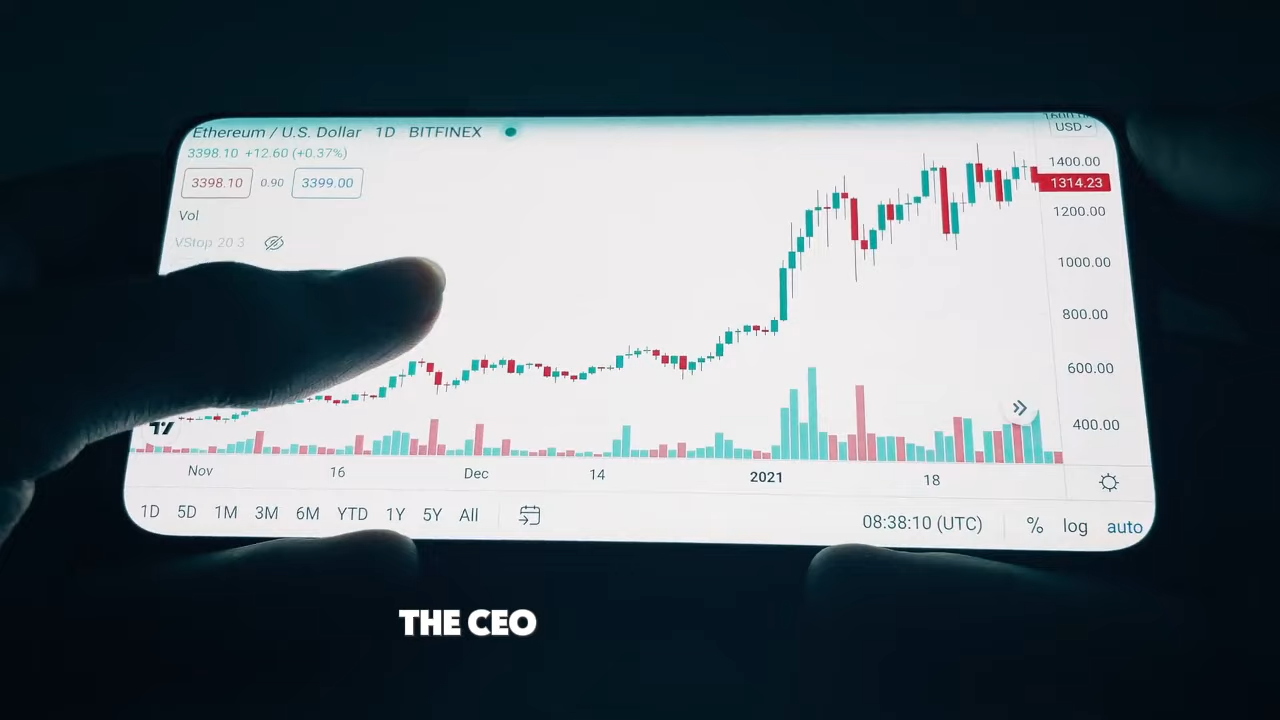 Ethereum / U.S. Dollar 1D BITFINEX
3398.10 +12.60 (+0.37%)
3398.10 0.90 3399.00
Vol
VStop 20 3
USD
1400.00
1314.23
1200.00
1000.00
800.00
600.00
400.00
Nov 16 Dec 14 2021 18
1D 5D 1M 3M 6M YTD 1Y 5Y All
08:38:10 (UTC) % log auto
THE CEO